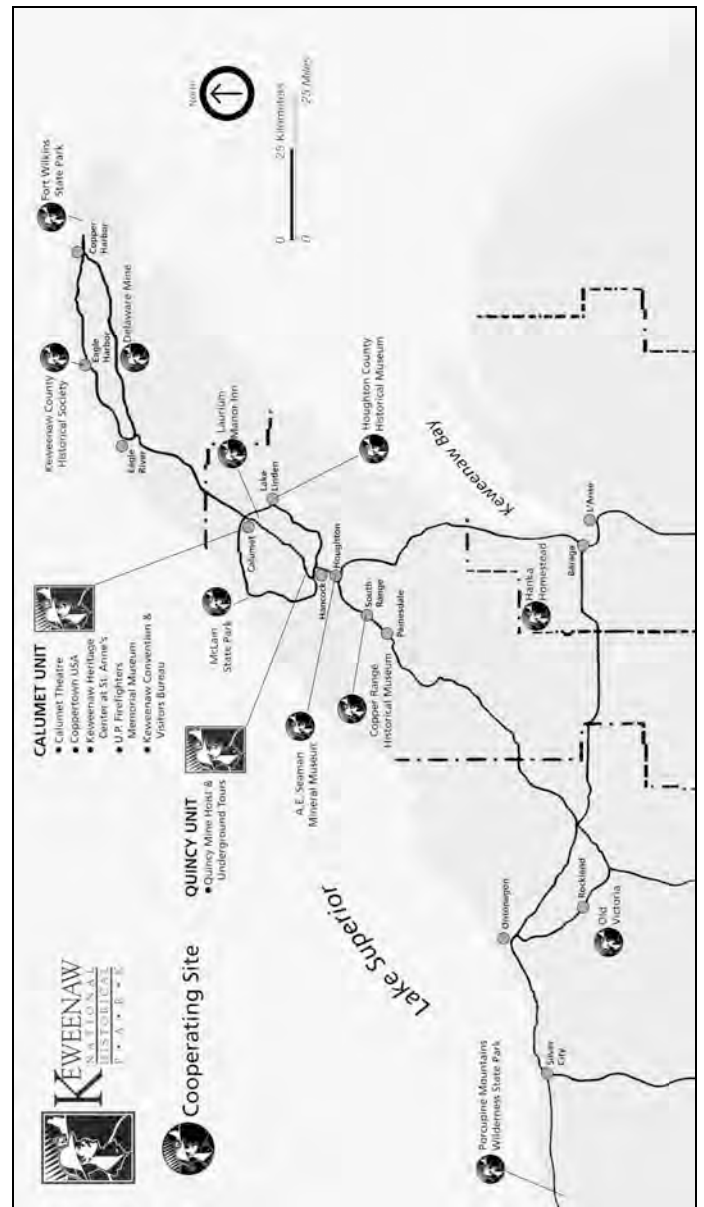 KEWEENAW
NATIONAL
HISTORICAL
P•A•R•K
Cooperating Site
CALUMET UNIT
• Calumet Theatre
• Coppertown USA
• Keweenaw Heritage
Center at St. Anne's
• U.P. Firefighters
Memorial Museum
• Keweenaw Convention &
Visitors Bureau
QUINCY UNIT
• Quincy Mine Hoist &
Underground Tours
Keweenaw County
Historical Society
Fort Wilkins
State Park
Copper
Harbor
Eagle
Harbor
Delaware Mine
Eagle
River
North
0 25 Kilometers
0 25 Miles
McLain
State Park
Calumet
Laurium
Manor Inn
Lake
Linden
Houghton County
Historical Museum
Hancock
Houghton
A.E. Seaman
Mineral Museum
South
Range
Painesdale
Copper Range
Historical Museum
Keweenaw Bay
Lake Superior
Hanka
Homestead
Baraga
L'Anse
Ontonagon
Rockland
Old
Victoria
Silver
City
Porcupine Mountains
Wilderness State Park